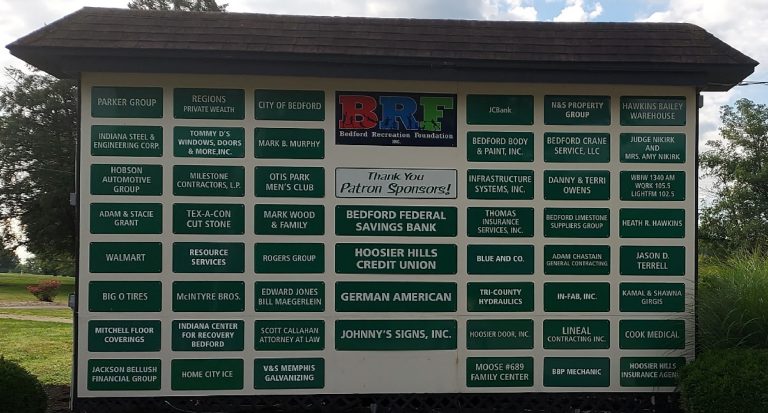 PARKER GROUP
INDIANA STEEL &
ENGINEERING CORP.
HOBSON
AUTOMOTIVE
GROUP
ADAM & STACIE
GRANT
WALMART
BIG O TIRES
MITCHELL FLOOR
COVERINGS
JACKSON BELLUSH
FINANCIAL GROUP
REGIONS
PRIVATE WEALTH
TOMMY D'S
WINDOWS, DOORS
& MORE,INC.
MILESTONE
CONTRACTORS, L.P.
TEX-A-CON
CUT STONE
RESOURCE
SERVICES
McINTYRE BROS.
INDIANA CENTER
FOR RECOVERY
BEDFORD
HOME CITY ICE
CITY OF BEDFORD
MARK B. MURPHY
OTIS PARK
MEN'S CLUB
MARK WOOD
& FAMILY
ROGERS GROUP
EDWARD JONES
BILL MAEGERLEIN
SCOTT CALLAHAN
ATTORNEY AT LAW
V&S MEMPHIS
GALVANIZING
BRF
Bedford Recreation Foundation
INC.
Thank You
Patron Sponsors!
BEDFORD FEDERAL
SAVINGS BANK
HOOSIER HILLS
CREDIT UNION
GERMAN AMERICAN
JOHNNY'S SIGNS, INC.
JCBank
BEDFORD BODY
& PAINT, INC.
INFRASTRUCTURE
SYSTEMS, INC.
THOMAS
INSURANCE
SERVICES, INC.
BLUE AND CO.
TRI-COUNTY
HYDRAULICS
HOOSIER DOOR, INC.
MOOSE #689
FAMILY CENTER
N&S PROPERTY
GROUP
BEDFORD CRANE
SERVICE, LLC
DANNY & TERRI
OWENS
BEDFORD LIMESTONE
SUPPLIERS GROUP
ADAM CHASTAIN
GENERAL CONTRACTING
IN-FAB, INC.
LINEAL
CONTRACTING INC.
BBP MECHANIC
HAWKINS BAILEY
WAREHOUSE
JUDGE NIKIRK
AND
MRS. AMY NIKIRK
WBIW 1340 AM
WORK 105.5
LIGHTFM 102.5
HEATH R. HAWKINS
JASON D.
TERRELL
KAMAL & SHAWNA
GIRGIS
COOK MEDICAL
HOOSIER HILLS
INSURANCE AGENCY